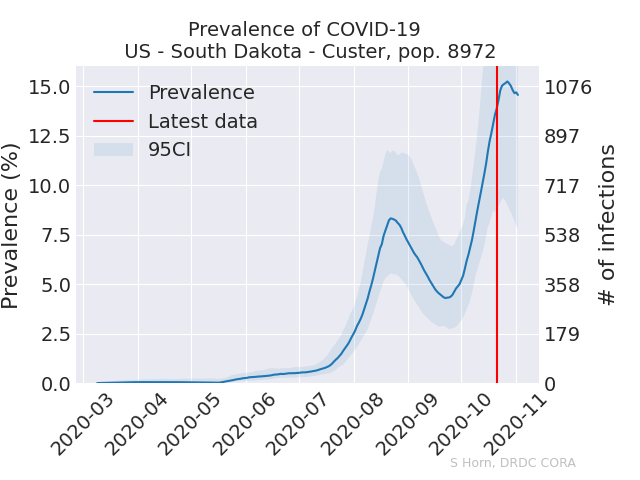 Prevalence of COVID-19
US - South Dakota - Custer, pop. 8972
Prevalence
Latest data
95CI
Prevalence (%)
15.0
12.5
10.0
7.5
5.0
2.5
0.0
1076
897
717
538
358
179
0
# of infections
2020-03
2020-04
2020-05
2020-06
2020-07
2020-08
2020-09
2020-10
2020-11
S Horn, DRDC CORA